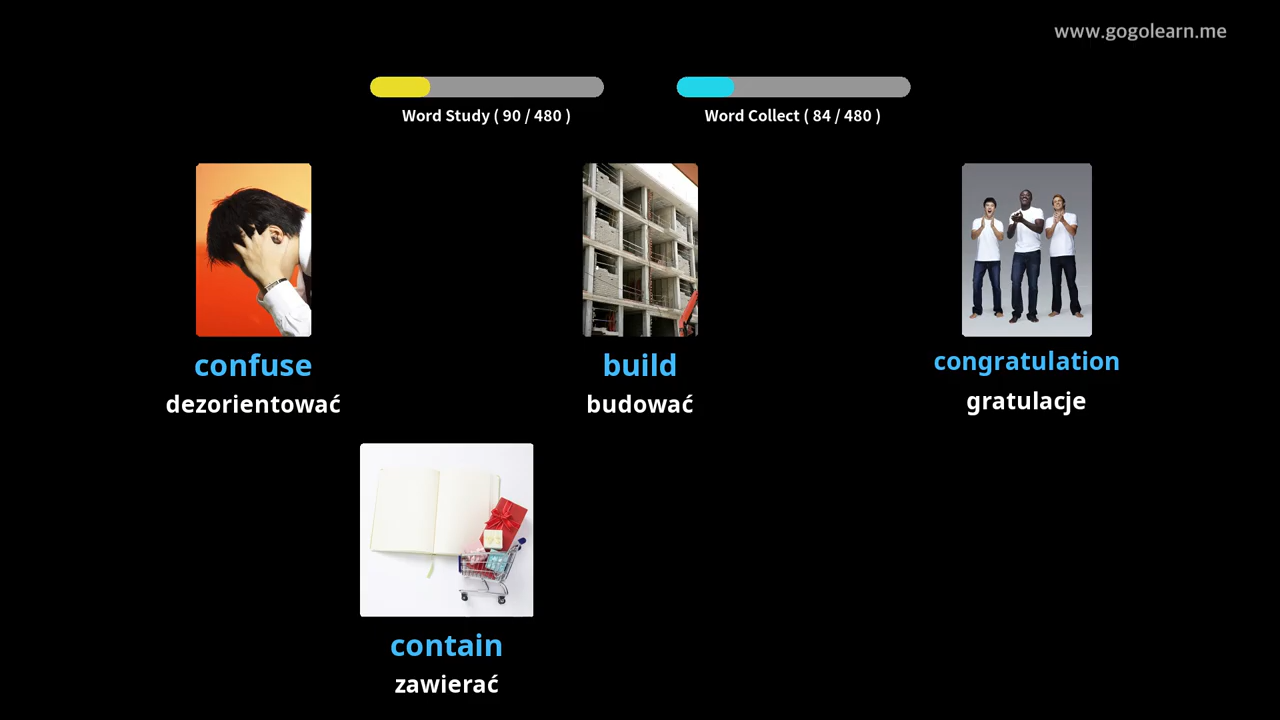 www.gogolearn.me
Word Study ( 90 / 480 )
Word Collect ( 84 / 480 )
confuse
dezorientować
build
budować
congratulation
gratulacje
contain
zawierać